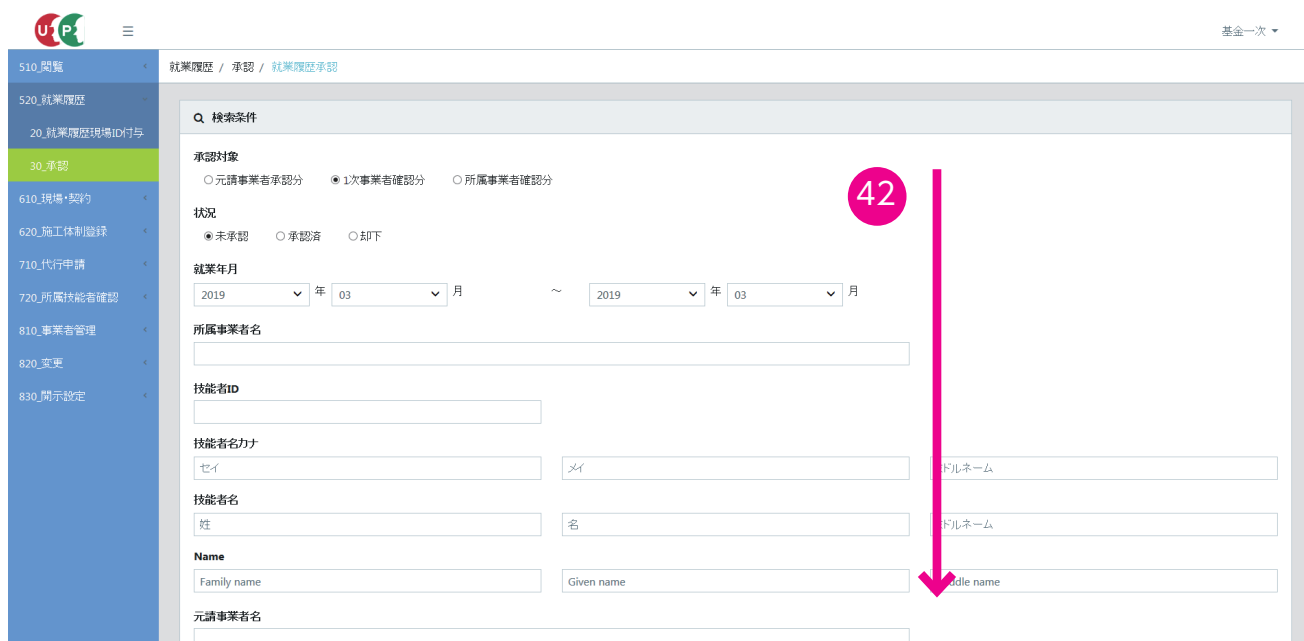 U P
☰
基金一次
510_閲覧
520_就業履歴
20_就業履歴現場ID付与
30_承認
610_現場・契約
620_施工体制登録
710_代行申請
720_所属技能者確認
810_事業者管理
820_変更
830_開示設定
就業履歴 / 承認 / 就業履歴承認
検索条件
承認対象
元請事業者承認分 1次事業者確認分 所属事業者確認分
42
状況
未承認 承認済 却下
就業年月
2019 年 03 月 ～ 2019 年 03 月
所属事業者名
技能者ID
技能者名カナ
セイ メイ ドルネーム
技能者名
姓 名 ドルネーム
Name
Family name Given name ddle name
元請事業者名